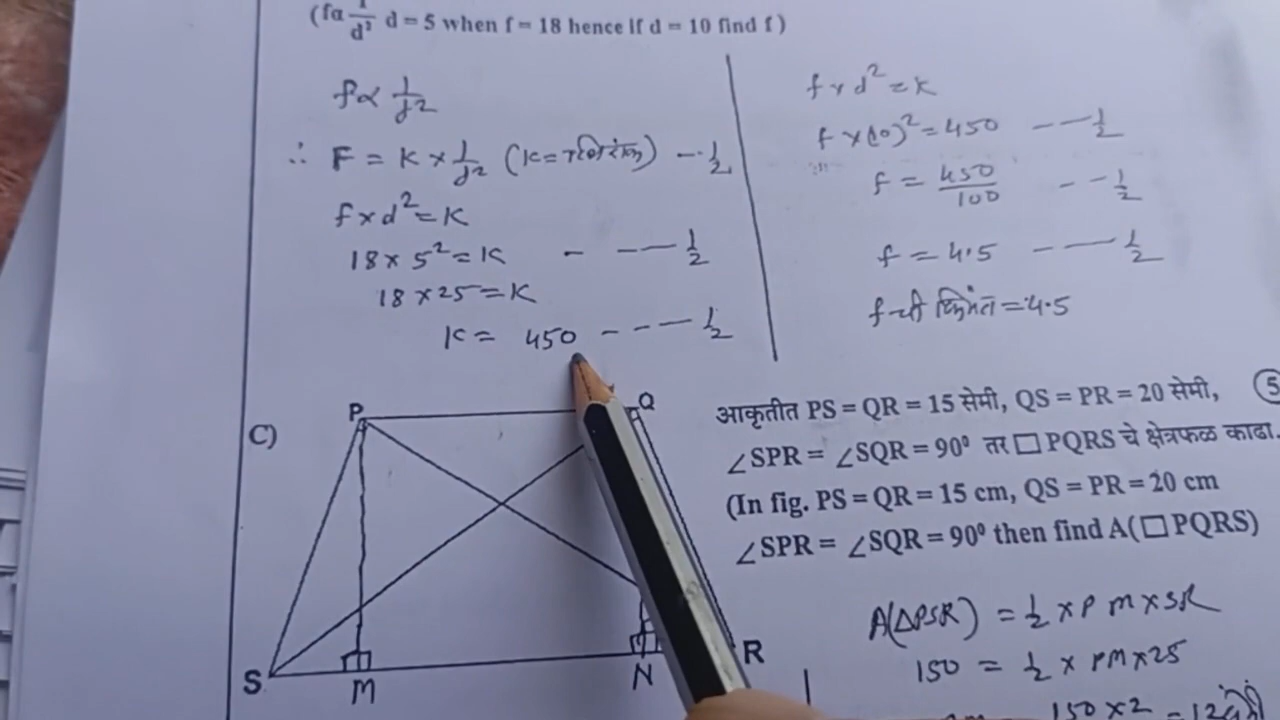 (fα 1/d² d = 5 when f = 18 hence if d = 10 find f )
f ∝ 1/d²
∴ F = K × 1/d² (K = स्थिरांक) -- 1/2
f × d² = K
18 × 5² = K - -- 1/2
18 × 25 = K
K = 450 --- 1/2
f × d² = K
f × (10)² = 450 --- 1/2
f = 450/100 -- 1/2
f = 4.5 --- 1/2
f ची किंमत = 4.5
C)
P
Q
S
M
N
R
आकृतीत PS = QR = 15 सेमी, QS = PR = 20 सेमी, 5
∠SPR = ∠SQR = 90⁰ तर □ PQRS चे क्षेत्रफळ काढा.
(In fig. PS = QR = 15 cm, QS = PR = 20 cm
∠SPR = ∠SQR = 90⁰ then find A(□PQRS)
A(△PSR) = 1/2 × PM × SR
150 = 1/2 × PM × 25
150 × 2 = 12